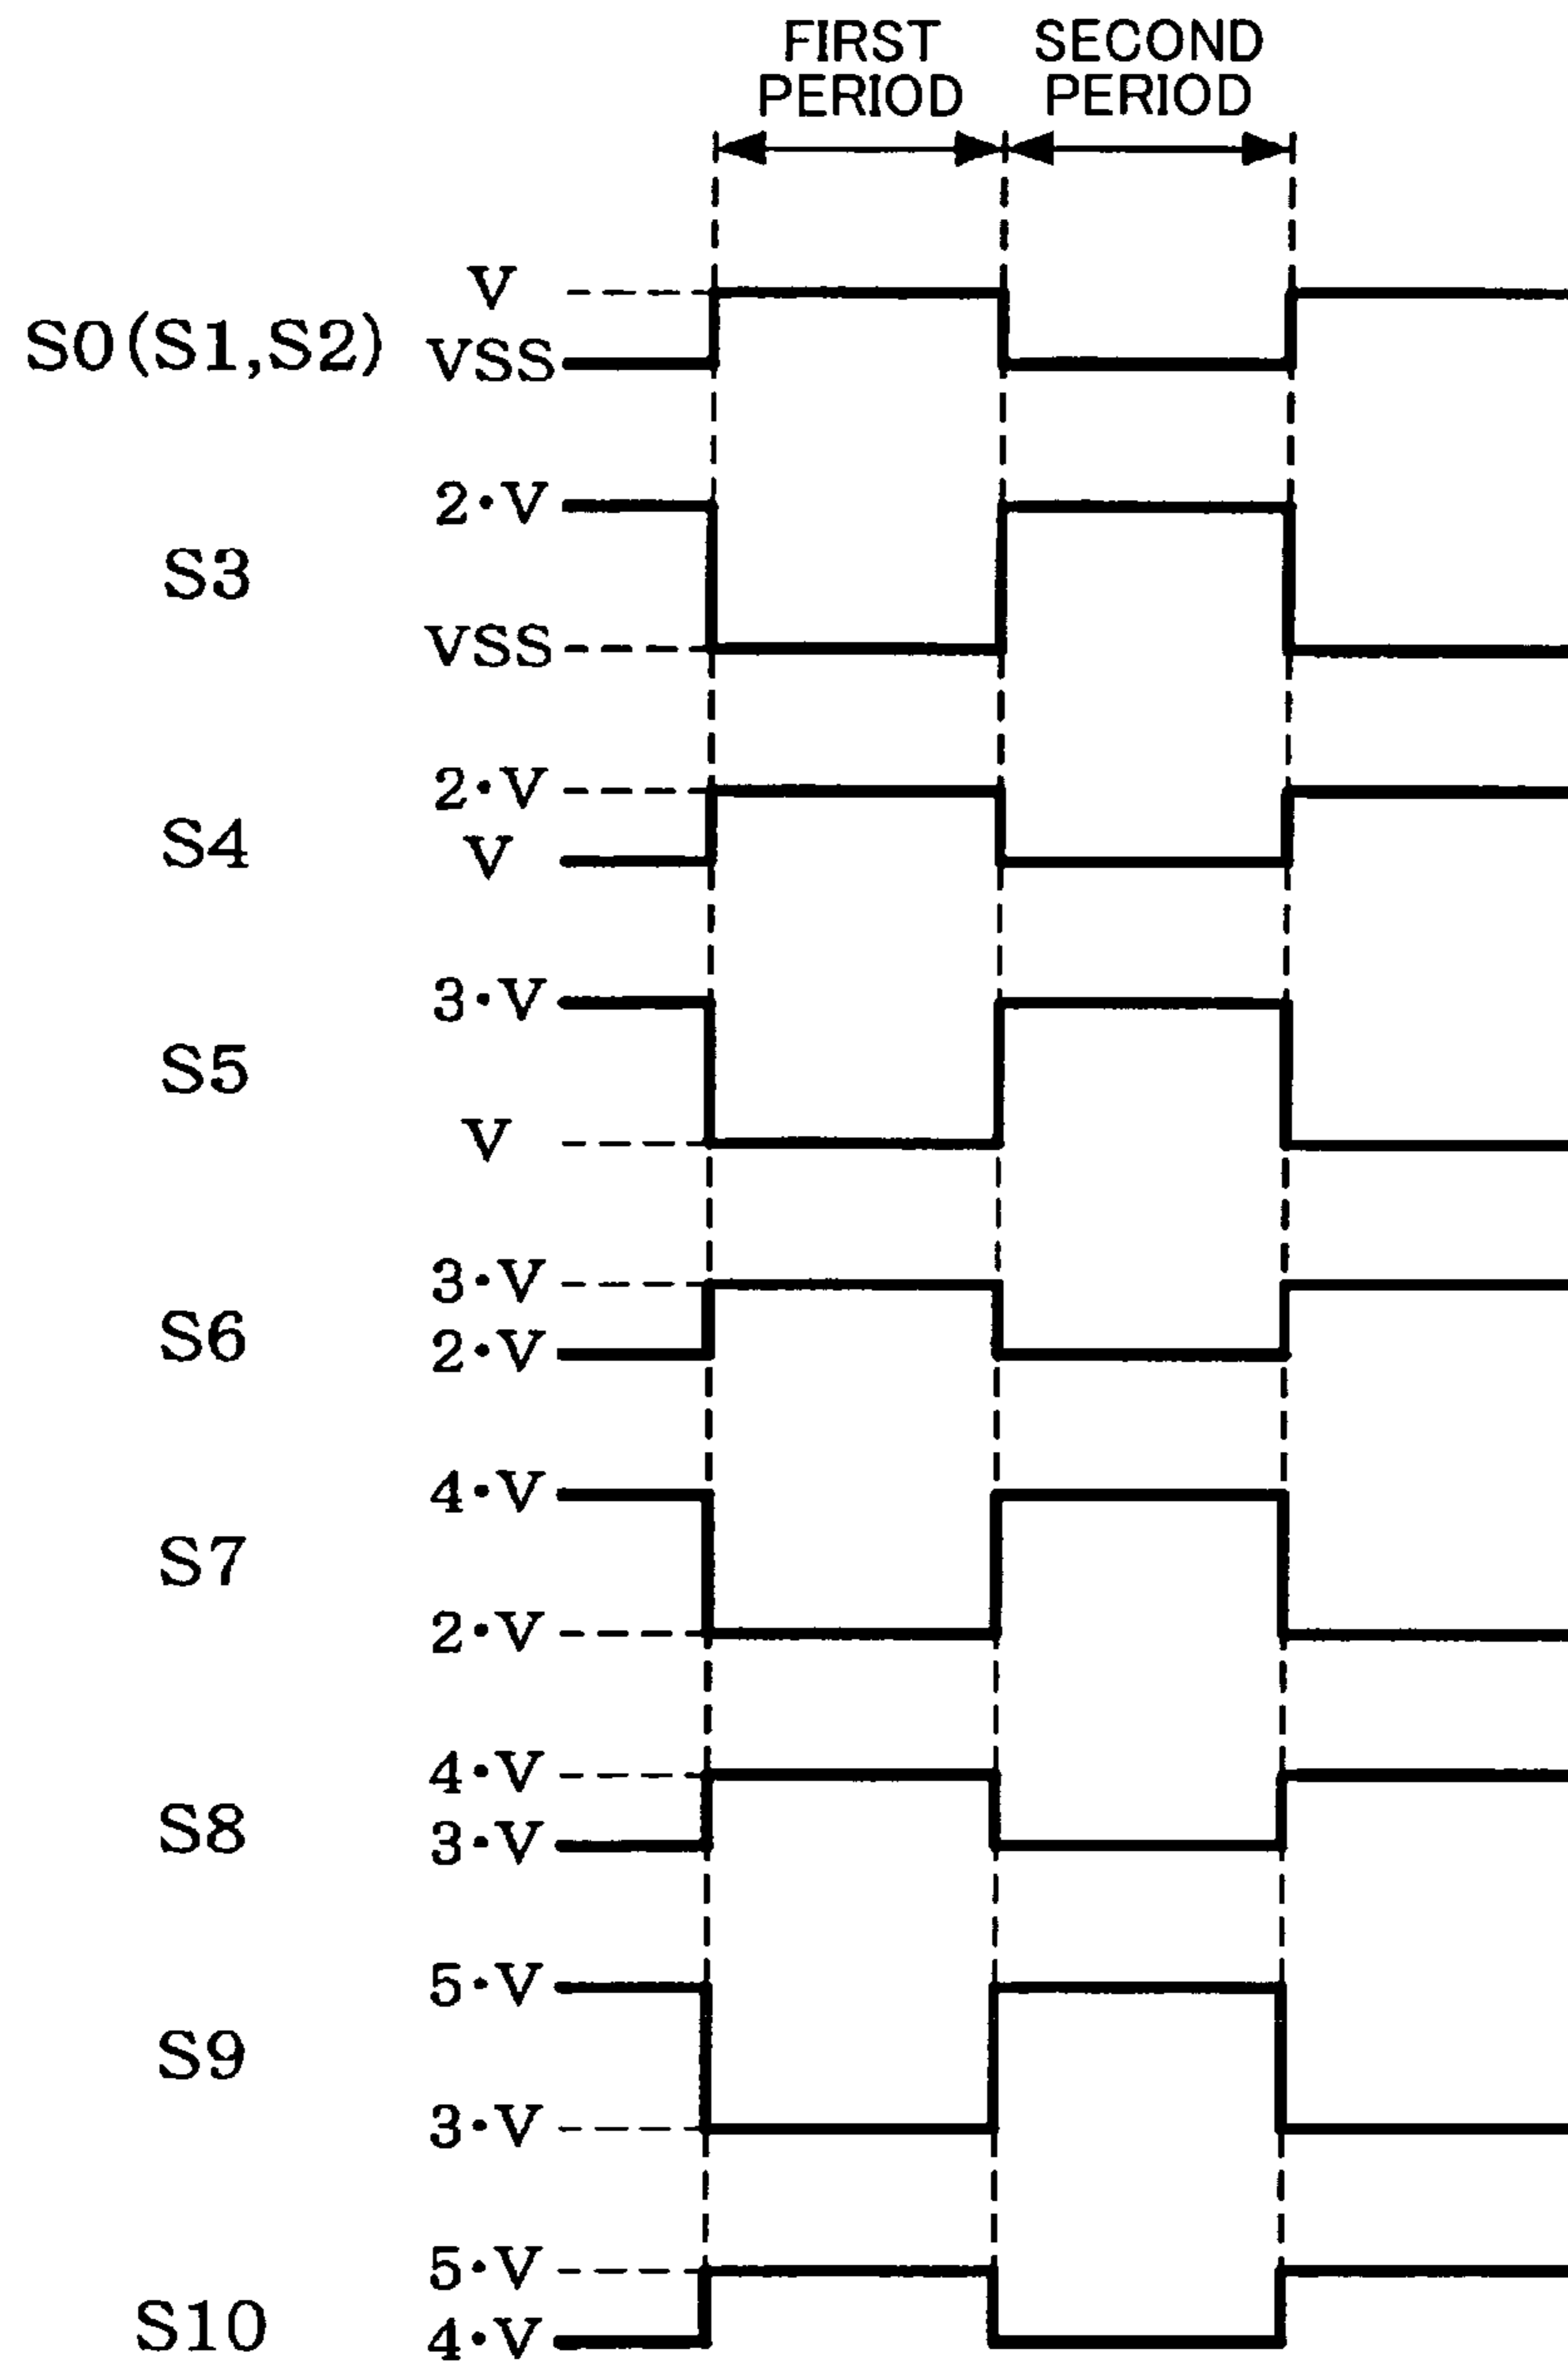 FIRST PERIOD
SECOND PERIOD
V
S0(S1,S2)
VSS
2·V
S3
VSS
2·V
S4
V
3·V
S5
V
3·V
S6
2·V
4·V
S7
2·V
4·V
S8
3·V
5·V
S9
3·V
5·V
S10
4·V